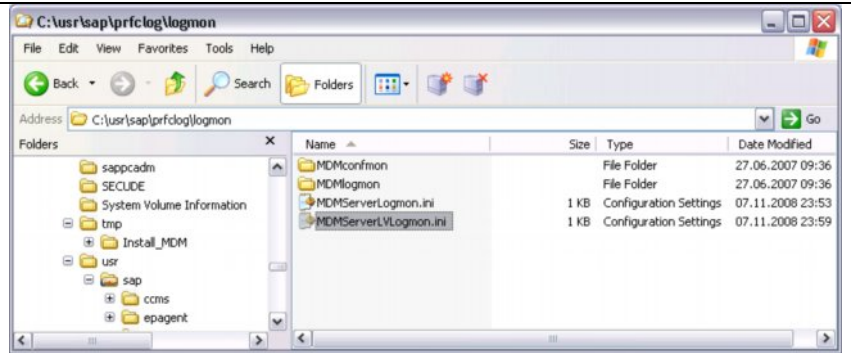 C:\usr\sap\prfclog\logmon
File Edit View Favorites Tools Help
Back Search Folders
Address C:\usr\sap\prfclog\logmon Go
Folders x Name Size Type Date Modified
sappcadm
SECUDE
System Volume Information
tmp
Install_MDM
usr
sap
ccms
epagent
MDMconfmon File Folder 27.06.2007 09:36
MDMlogmon File Folder 27.06.2007 09:36
MDMServerLogmon.ini 1 KB Configuration Settings 07.11.2008 23:53
MDMServerLVLogmon.ini 1 KB Configuration Settings 07.11.2008 23:59